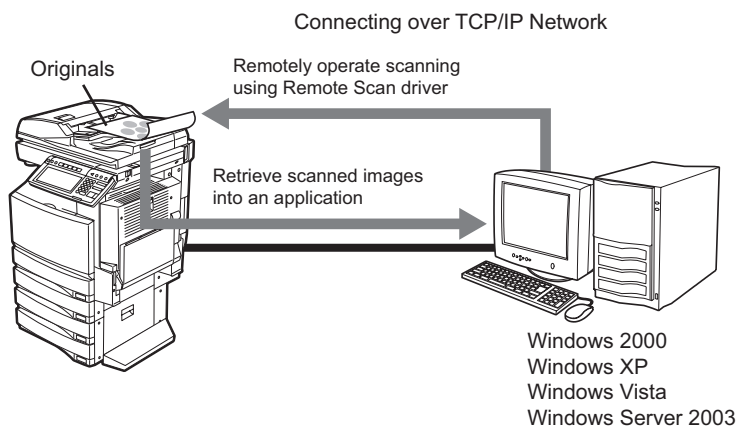 Connecting over TCP/IP Network
Originals
Remotely operate scanning
using Remote Scan driver
Retrieve scanned images
into an application
Windows 2000
Windows XP
Windows Vista
Windows Server 2003